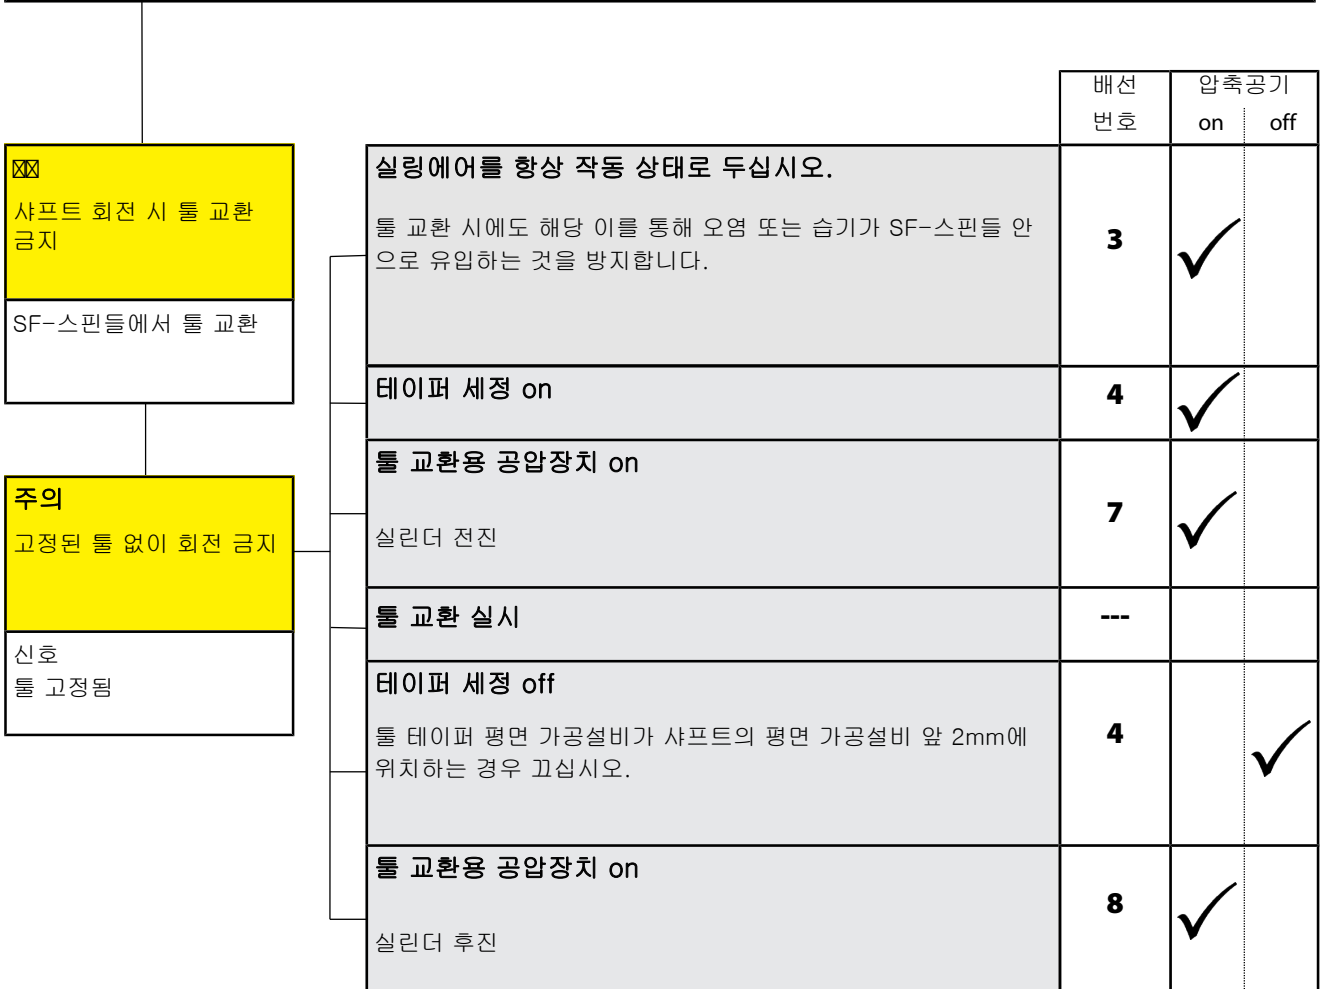 배선
압축공기
번호
on
off
샤프트 회전 시 툴 교환
금지
SF-스핀들에서 툴 교환
실링에어를 항상 작동 상태로 두십시오.
툴 교환 시에도 해당 이를 통해 오염 또는 습기가 SF-스핀들 안
으로 유입하는 것을 방지합니다.
3
테이퍼 세정 on
4
툴 교환용 공압장치 on
실린더 전진
7
주의
고정된 툴 없이 회전 금지
신호
툴 고정됨
툴 교환 실시
---
테이퍼 세정 off
툴 테이퍼 평면 가공설비가 샤프트의 평면 가공설비 앞 2mm에
위치하는 경우 끄십시오.
4
툴 교환용 공압장치 on
실린더 후진
8